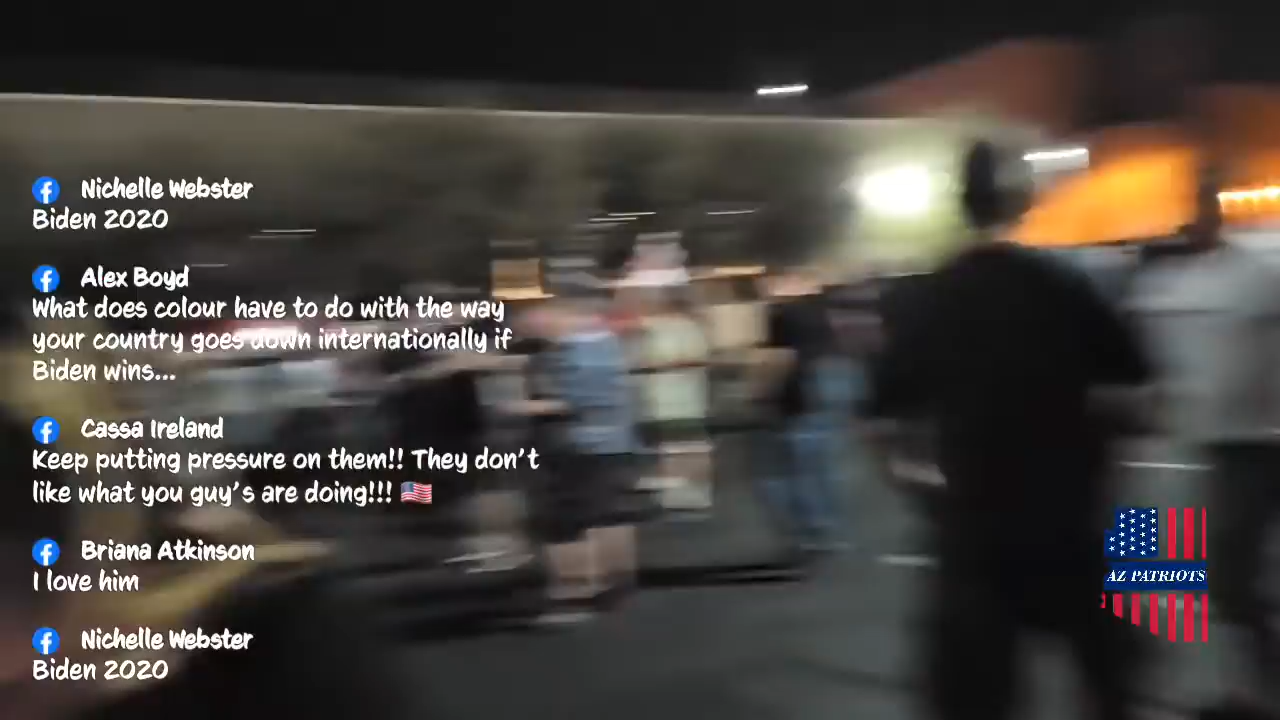 Nichelle Webster
Biden 2020
Alex Boyd
What does colour have to do with the way
your country goes down internationally if
Biden wins...
Cassa Ireland
Keep putting pressure on them!! They don't
like what you guy's are doing!!! 🇺🇸
Briana Atkinson
I love him
Nichelle Webster
Biden 2020
AZ PATRIOTS